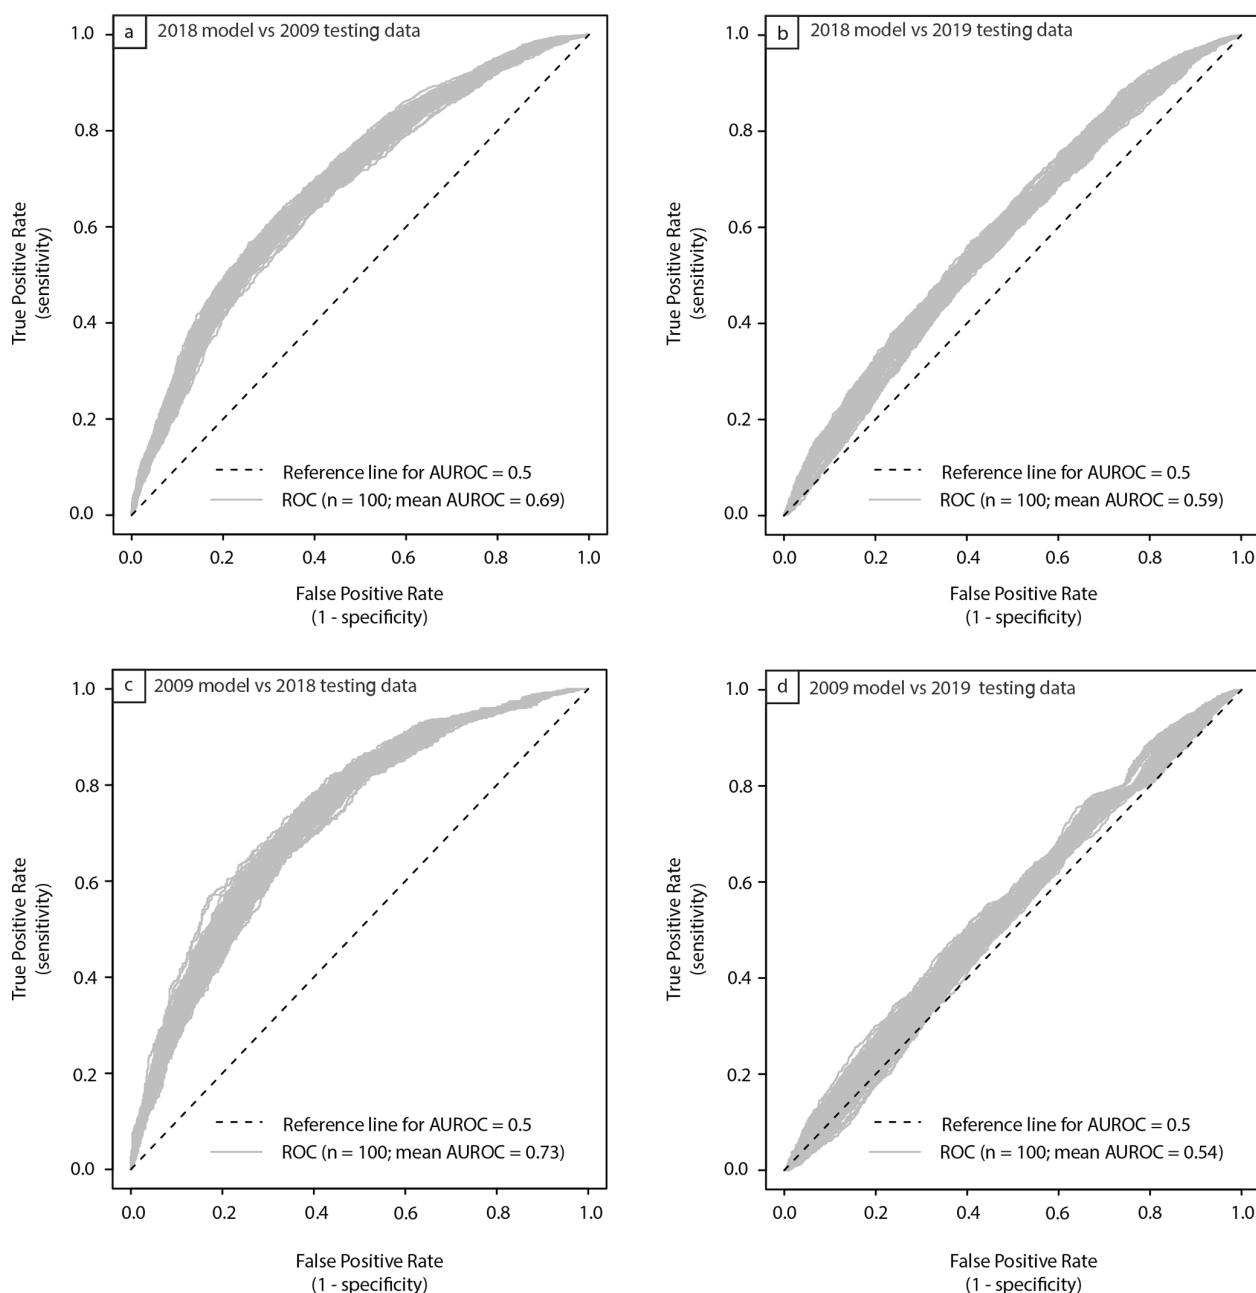 a 2018 model vs 2009 testing data
1.0
0.8
0.6
0.4
0.2
0.0
True Positive Rate
(sensitivity)
Reference line for AUROC = 0.5
ROC (n = 100; mean AUROC = 0.69)
0.0 0.2 0.4 0.6 0.8 1.0
False Positive Rate
(1 - specificity)
b 2018 model vs 2019 testing data
1.0
0.8
0.6
0.4
0.2
0.0
True Positive Rate
(sensitivity)
Reference line for AUROC = 0.5
ROC (n = 100; mean AUROC = 0.59)
0.0 0.2 0.4 0.6 0.8 1.0
False Positive Rate
(1 - specificity)
c 2009 model vs 2018 testing data
1.0
0.8
0.6
0.4
0.2
0.0
True Positive Rate
(sensitivity)
Reference line for AUROC = 0.5
ROC (n = 100; mean AUROC = 0.73)
0.0 0.2 0.4 0.6 0.8 1.0
False Positive Rate
(1 - specificity)
d 2009 model vs 2019 testing data
1.0
0.8
0.6
0.4
0.2
0.0
True Positive Rate
(sensitivity)
Reference line for AUROC = 0.5
ROC (n = 100; mean AUROC = 0.54)
0.0 0.2 0.4 0.6 0.8 1.0
False Positive Rate
(1 - specificity)